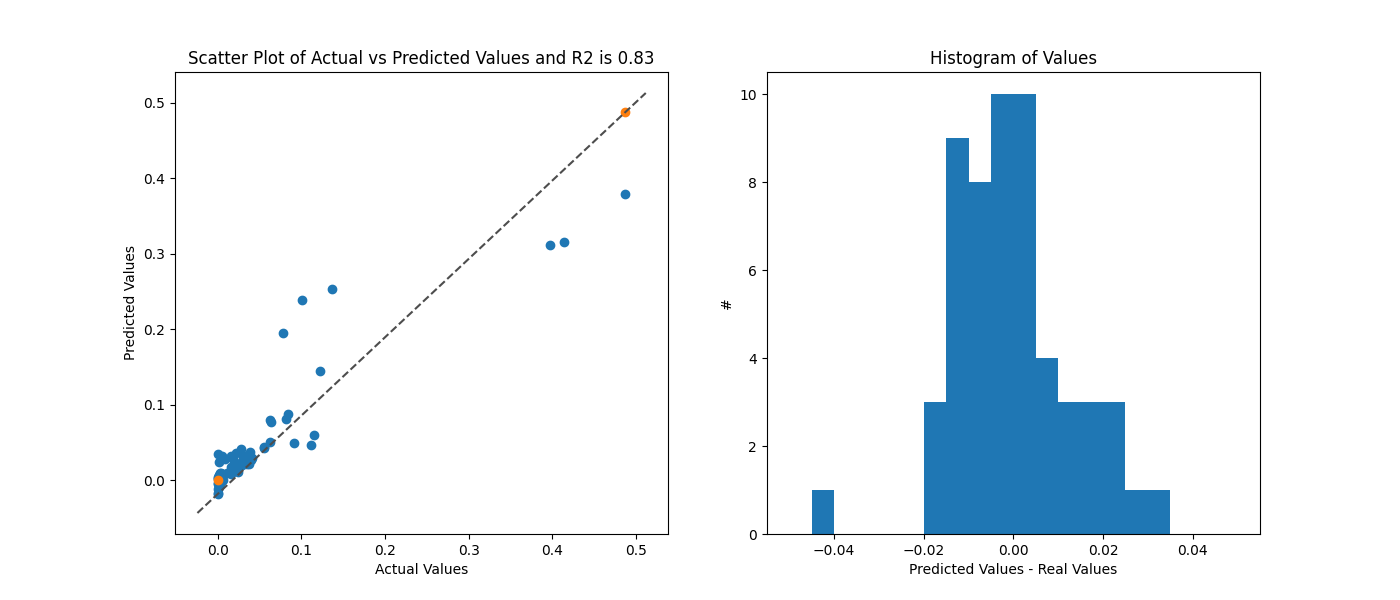 Scatter Plot of Actual vs Predicted Values and R2 is 0.83
0.5
0.4
0.3
0.2
0.1
0.0
Predicted Values
0.0 0.1 0.2 0.3 0.4 0.5
Actual Values
Histogram of Values
10
8
6
4
2
0
#
−0.04 −0.02 0.00 0.02 0.04
Predicted Values - Real Values